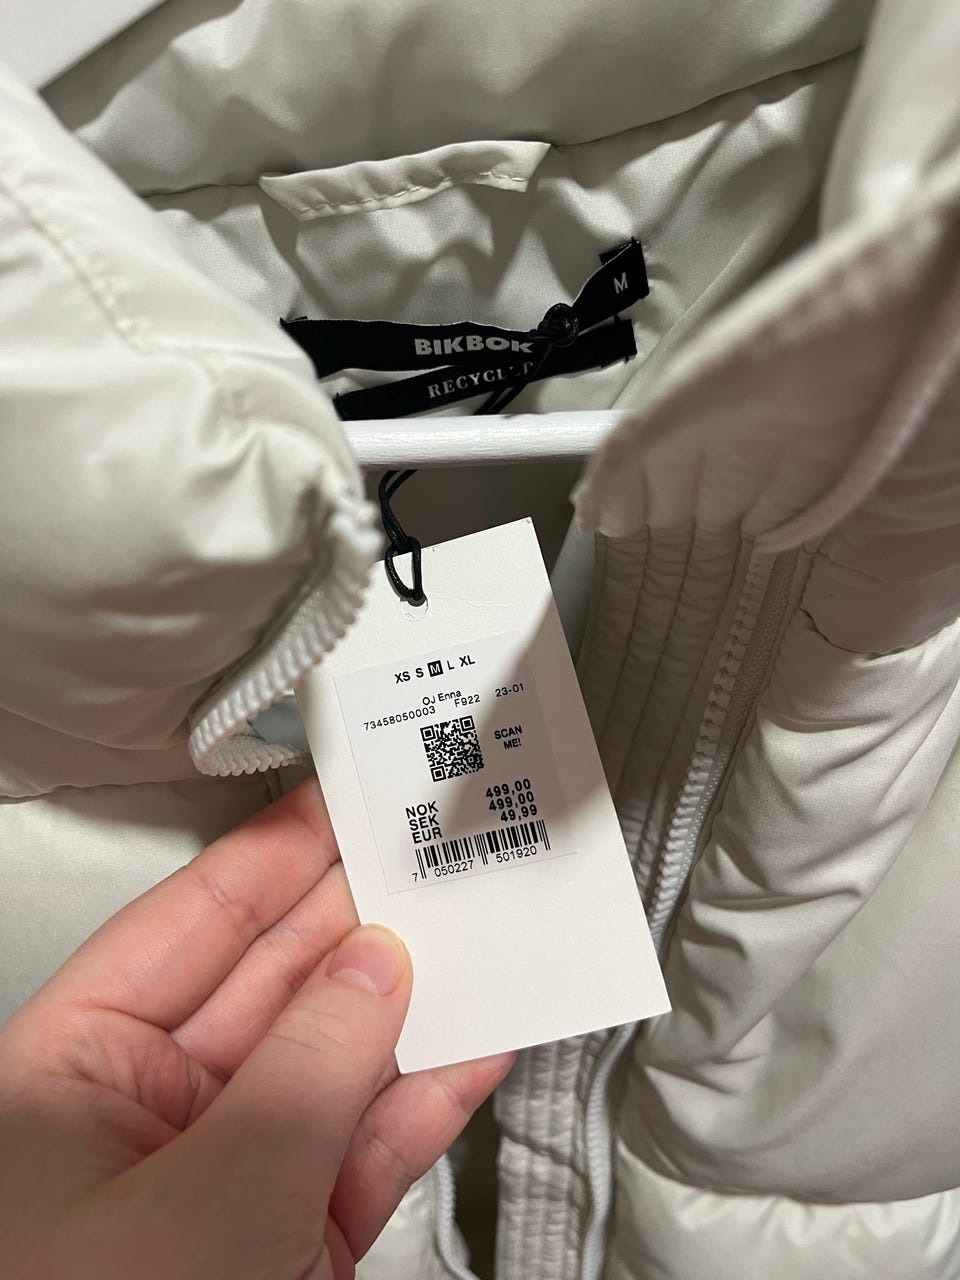 M
BIKBOK
XS S M L XL
OJ Enna
73458050003 F922 23-01
SCAN
ME!
NOK 499,00
SEK 499,00
EUR 49,99
7 050227 501920